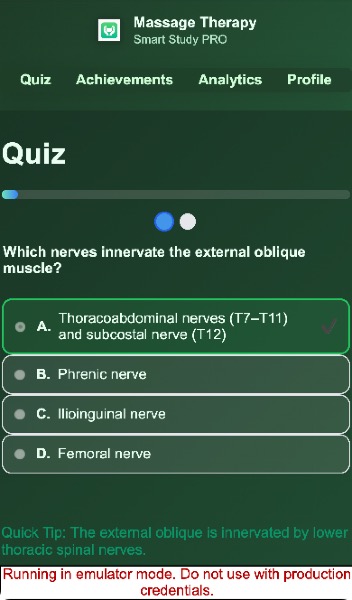 Massage Therapy
Smart Study PRO
Quiz Achievements Analytics Profile
Quiz
Which nerves innervate the external oblique
muscle?
A. Thoracoabdominal nerves (T7–T11)
and subcostal nerve (T12)
B. Phrenic nerve
C. Ilioinguinal nerve
D. Femoral nerve
Quick Tip: The external oblique is innervated by lower
thoracic spinal nerves.
Running in emulator mode. Do not use with production
credentials.